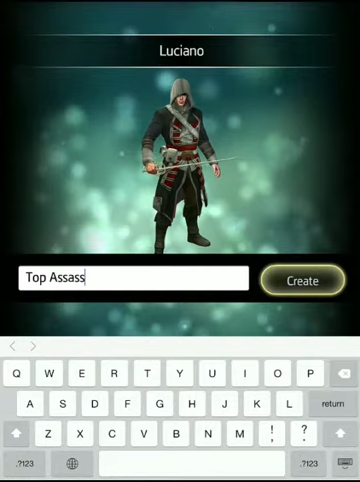 Luciano
Top Assass
Create
Q W E R T Y U I O P
A S D F G H J K L return
Z X C V B N M ! , ? .
.?123 .?123